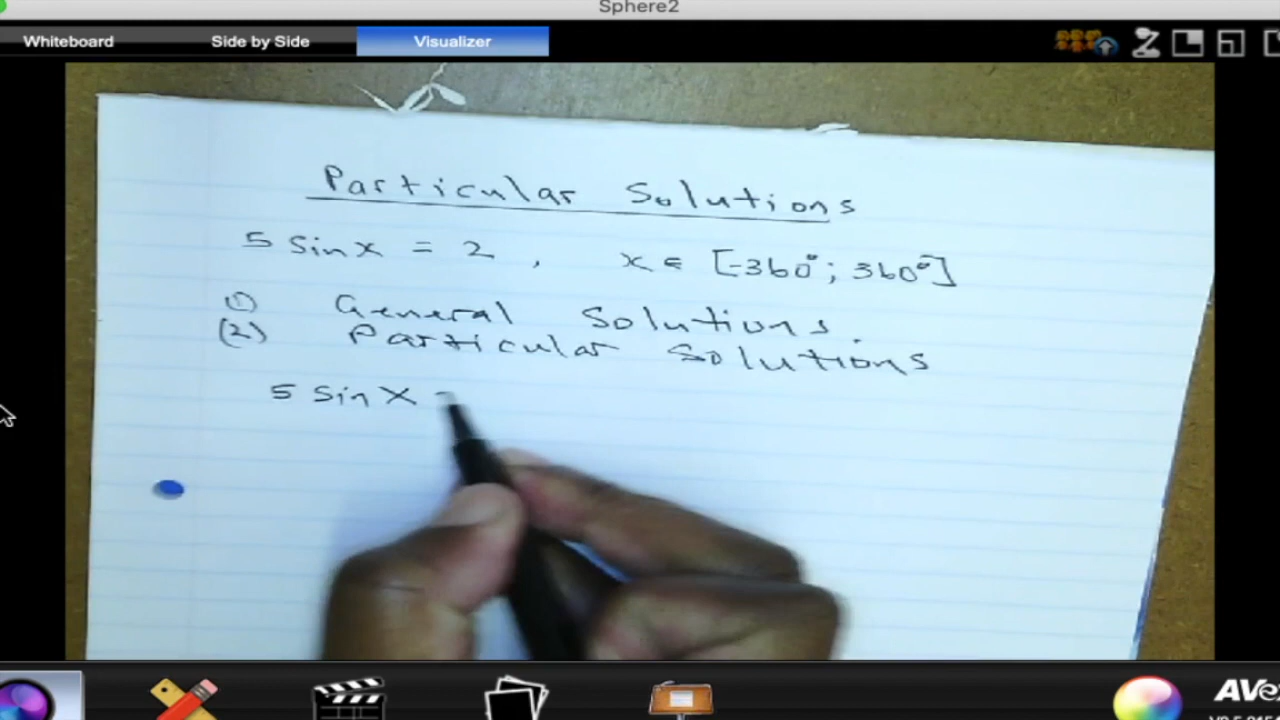 Sphere2
Whiteboard Side by Side Visualizer
Particular Solutions
5 sin x = 2 , x ∈ [-360°; 360°]
(1) General Solutions.
(2) Particular Solutions
5 sin x =